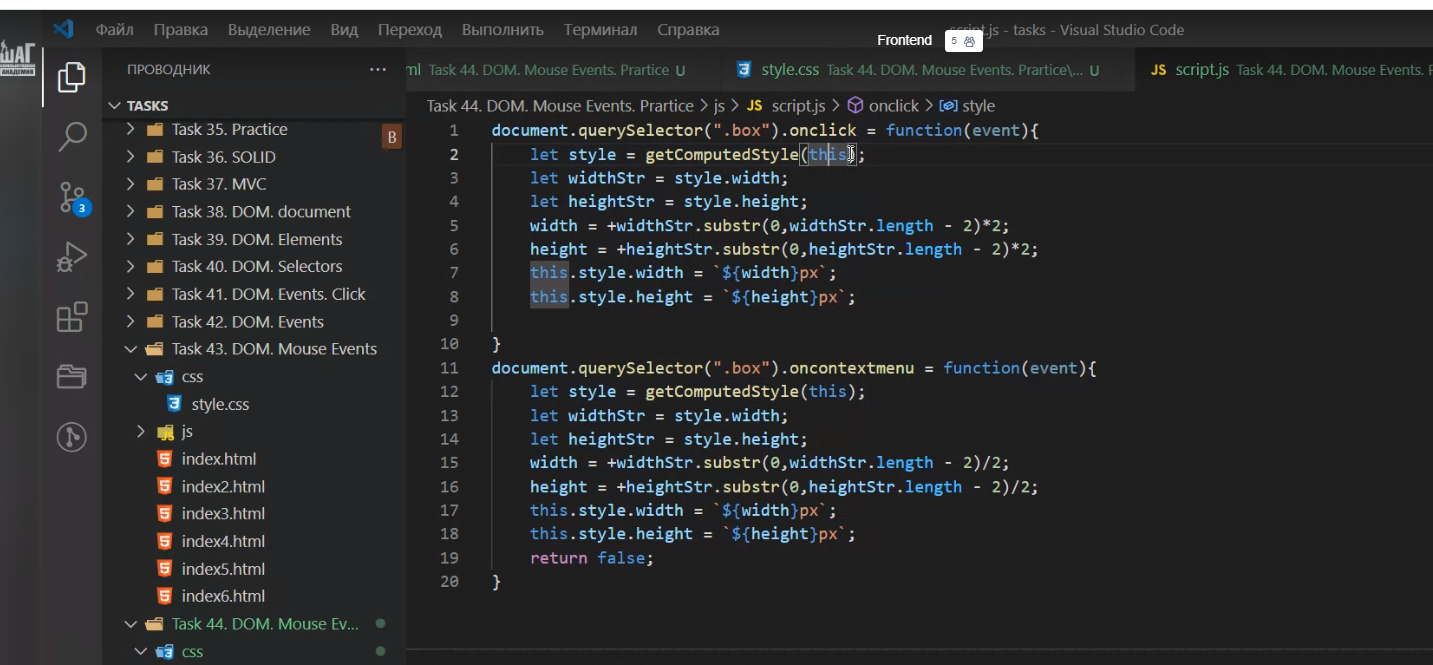 Файл Правка Выделение Вид Переход Выполнить Терминал Справка script.js - tasks - Visual Studio Code
Frontend 5
ШАГ
АКАДЕМИЯ
ПРОВОДНИК ...
ml Task 44. DOM. Mouse Events. Prartice U style.css Task 44. DOM. Mouse Events. Prartice\... U JS script.js Task 44. DOM. Mouse Events.
TASKS
Task 44. DOM. Mouse Events. Prartice > js > JS script.js > onclick > style
Task 35. Practice B
Task 36. SOLID
Task 37. MVC
Task 38. DOM. document
Task 39. DOM. Elements
Task 40. DOM. Selectors
Task 41. DOM. Events. Click
Task 42. DOM. Events
Task 43. DOM. Mouse Events
css
style.css
js
index.html
index2.html
index3.html
index4.html
index5.html
index6.html
Task 44. DOM. Mouse Ev...
css
3
1 document.querySelector(".box").onclick = function(event){
2 let style = getComputedStyle(this);
3 let widthStr = style.width;
4 let heightStr = style.height;
5 width = +widthStr.substr(0,widthStr.length - 2)*2;
6 height = +heightStr.substr(0,heightStr.length - 2)*2;
7 this.style.width = `${width}px`;
8 this.style.height = `${height}px`;
9
10 }
11 document.querySelector(".box").oncontextmenu = function(event){
12 let style = getComputedStyle(this);
13 let widthStr = style.width;
14 let heightStr = style.height;
15 width = +widthStr.substr(0,widthStr.length - 2)/2;
16 height = +heightStr.substr(0,heightStr.length - 2)/2;
17 this.style.width = `${width}px`;
18 this.style.height = `${height}px`;
19 return false;
20 }